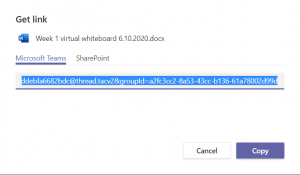 Get link
Week 1 virtual whiteboard 6.10.2020.docx
Microsoft Teams SharePoint
ddebfa6682bdc@thread.tacv2&groupId=a2fc3cc2-8a53-43cc-b136-61a78002d99d
Cancel Copy